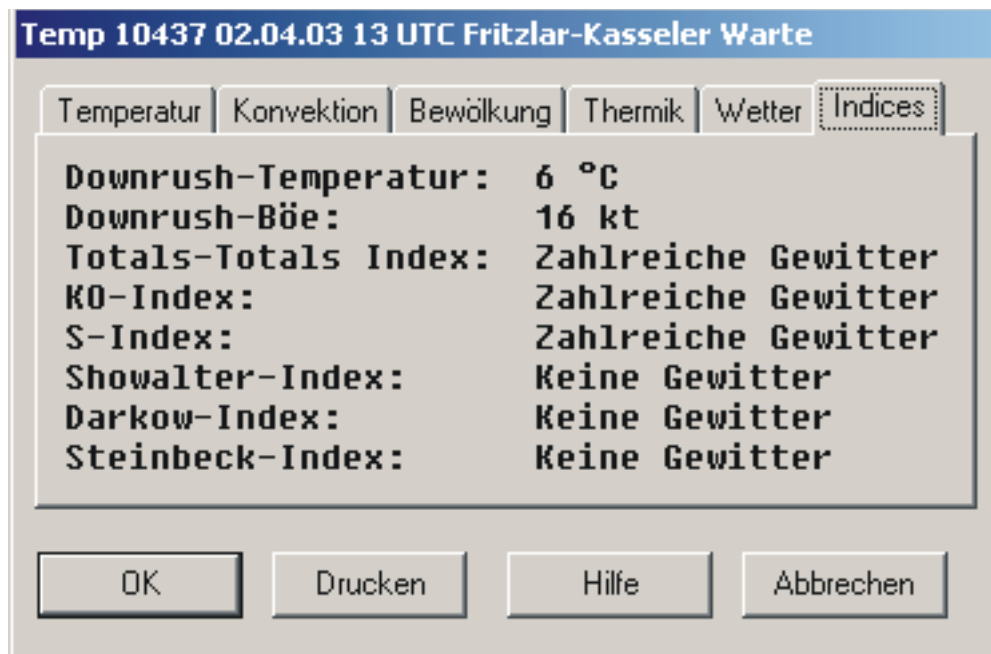 Temp 10437 02.04.03 13 UTC Fritzlar-Kasseler Warte
Temperatur Konvektion Bewölkung Thermik Wetter Indices
Downrush-Temperatur: 6 °C
Downrush-Böe: 16 kt
Totals-Totals Index: Zahlreiche Gewitter
KO-Index: Zahlreiche Gewitter
S-Index: Zahlreiche Gewitter
Showalter-Index: Keine Gewitter
Darkow-Index: Keine Gewitter
Steinbeck-Index: Keine Gewitter
OK Drucken Hilfe Abbrechen